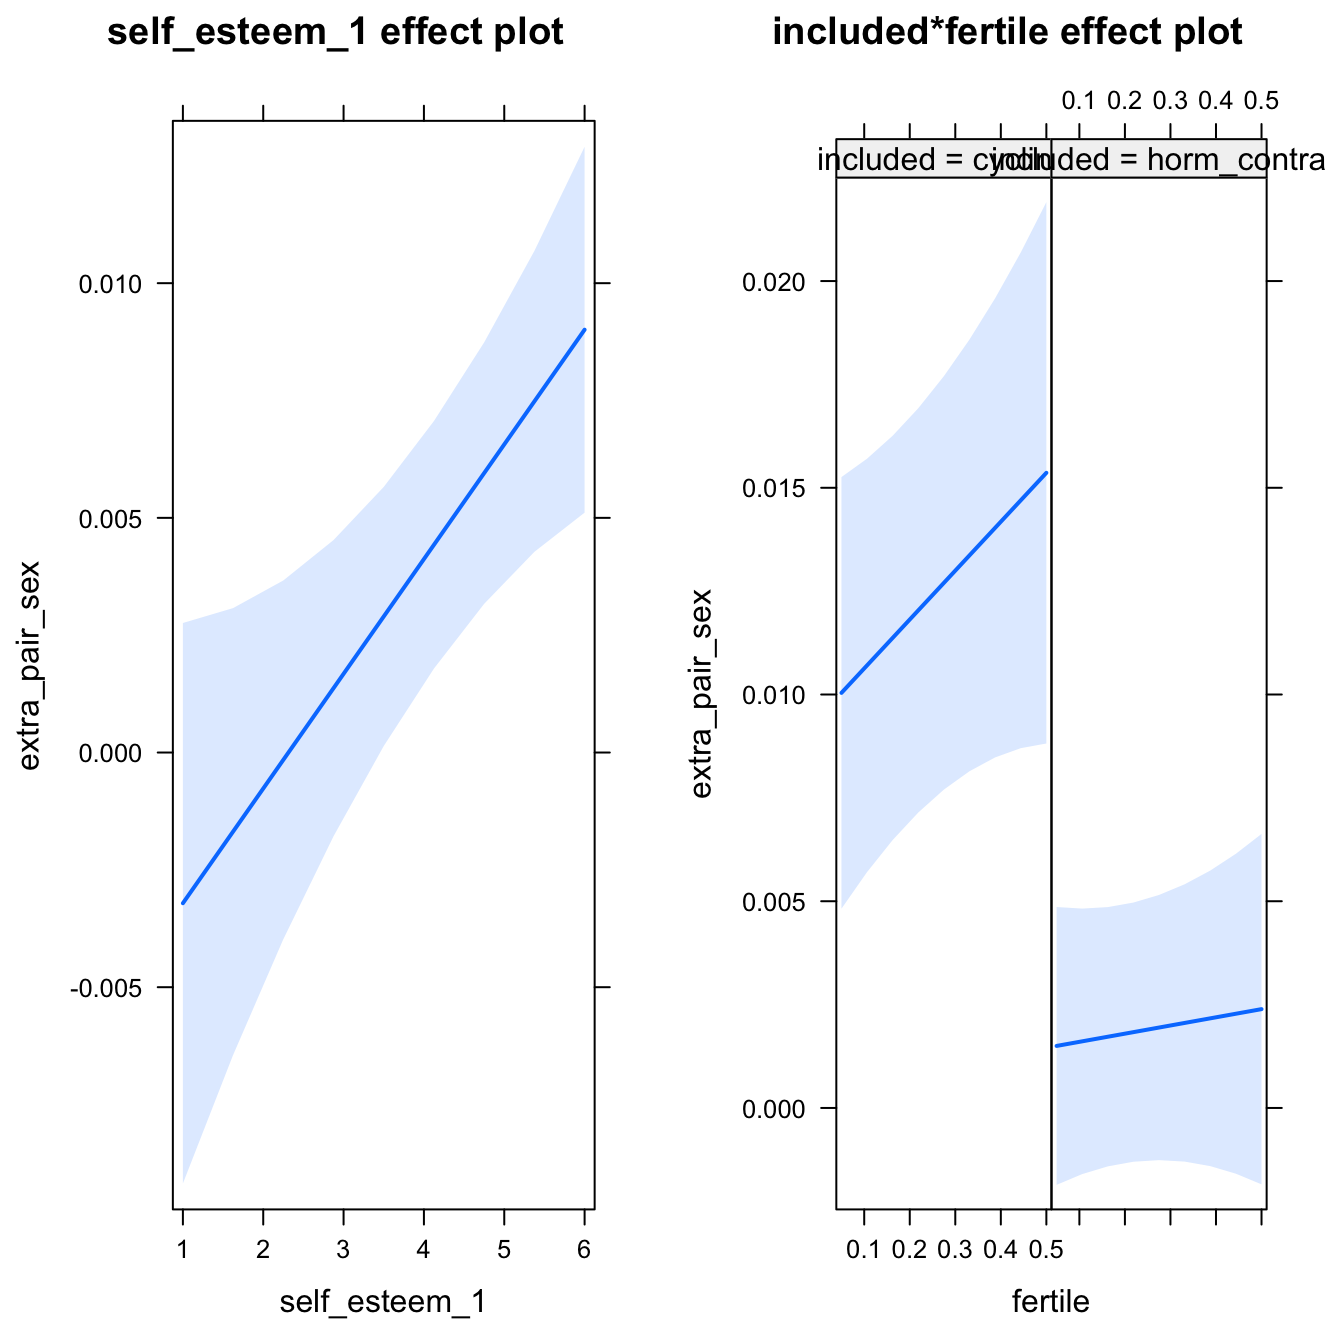 self_esteem_1 effect plot
extra_pair_sex
0.010
0.005
0.000
-0.005
1 2 3 4 5 6
self_esteem_1
included*fertile effect plot
0.1 0.2 0.3 0.4 0.5
included =
included = horm_contra
extra_pair_sex
0.020
0.015
0.010
0.005
0.000
0.1 0.2 0.3 0.4 0.5
fertile